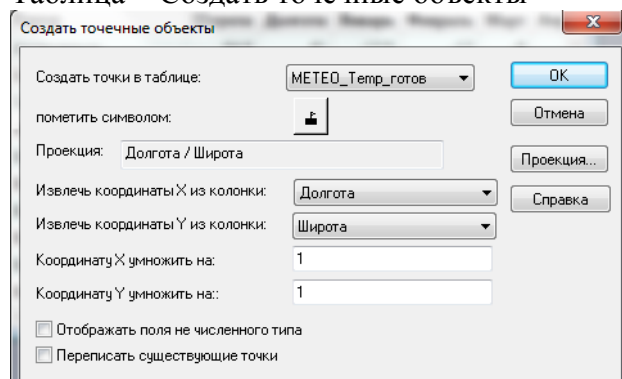 Таблица – Создать точечные объекты
Создать точечные объекты
Создать точки в таблице: METEO_Temp_готов
OK
пометить символом:
Отмена
Проекция: Долгота / Широта
Проекция...
Извлечь координаты X из колонки: Долгота
Справка
Извлечь координаты Y из колонки: Широта
Координату X умножить на: 1
Координату Y умножить на:: 1
Отображать поля не численного типа
Переписать существующие точки